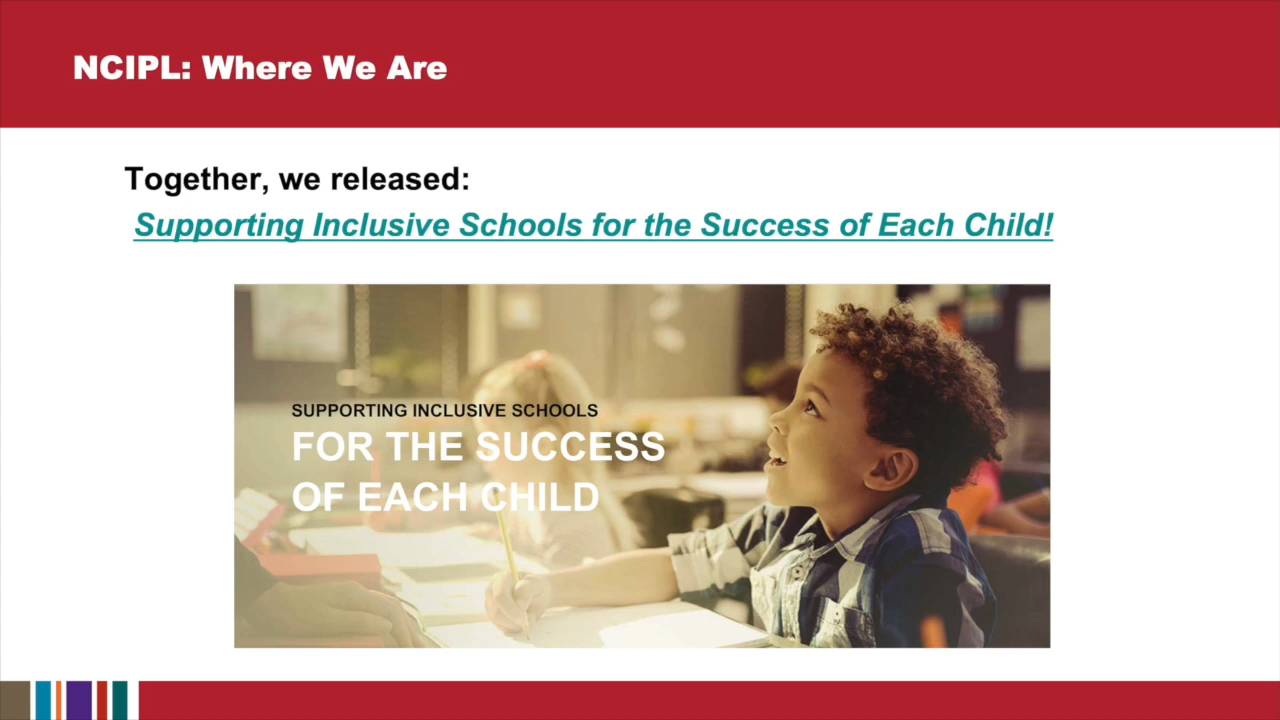 NCIPL: Where We Are
Together, we released:
Supporting Inclusive Schools for the Success of Each Child!
SUPPORTING INCLUSIVE SCHOOLS
FOR THE SUCCESS
OF EACH CHILD